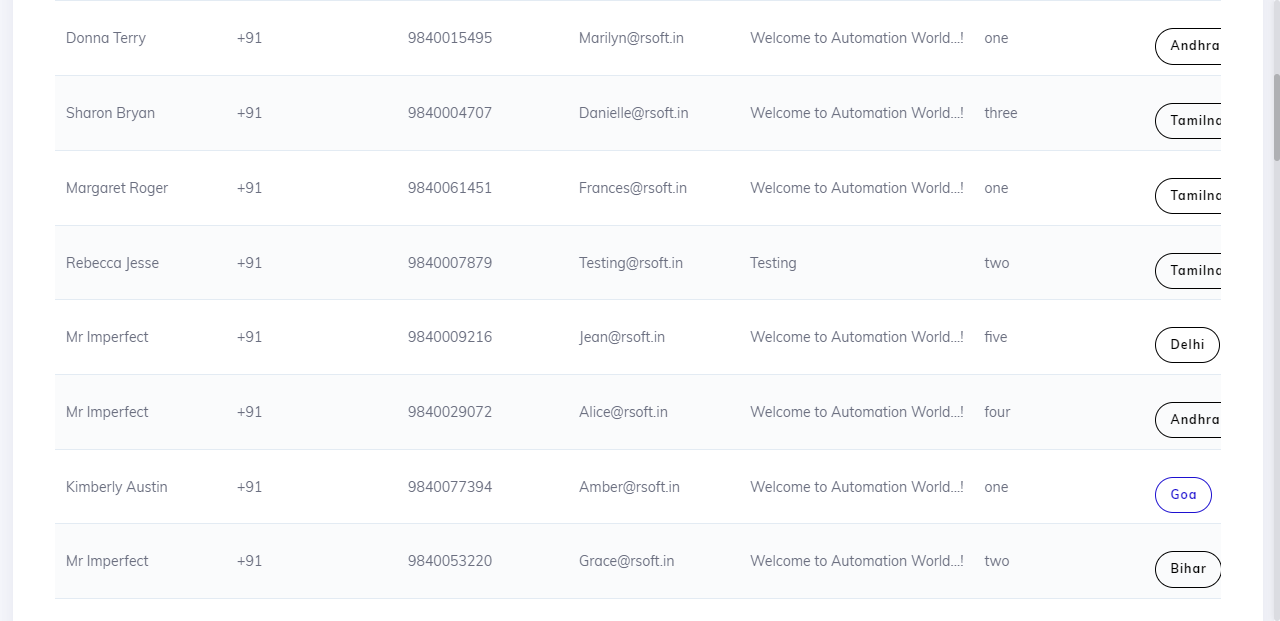 Donna Terry +91 9840015495 Marilyn@rsoft.in Welcome to Automation World...! one Andhra
Sharon Bryan +91 9840004707 Danielle@rsoft.in Welcome to Automation World...! three Tamilna
Margaret Roger +91 9840061451 Frances@rsoft.in Welcome to Automation World...! one Tamilna
Rebecca Jesse +91 9840007879 Testing@rsoft.in Testing two Tamilna
Mr Imperfect +91 9840009216 Jean@rsoft.in Welcome to Automation World...! five Delhi
Mr Imperfect +91 9840029072 Alice@rsoft.in Welcome to Automation World...! four Andhra
Kimberly Austin +91 9840077394 Amber@rsoft.in Welcome to Automation World...! one Goa
Mr Imperfect +91 9840053220 Grace@rsoft.in Welcome to Automation World...! two Bihar